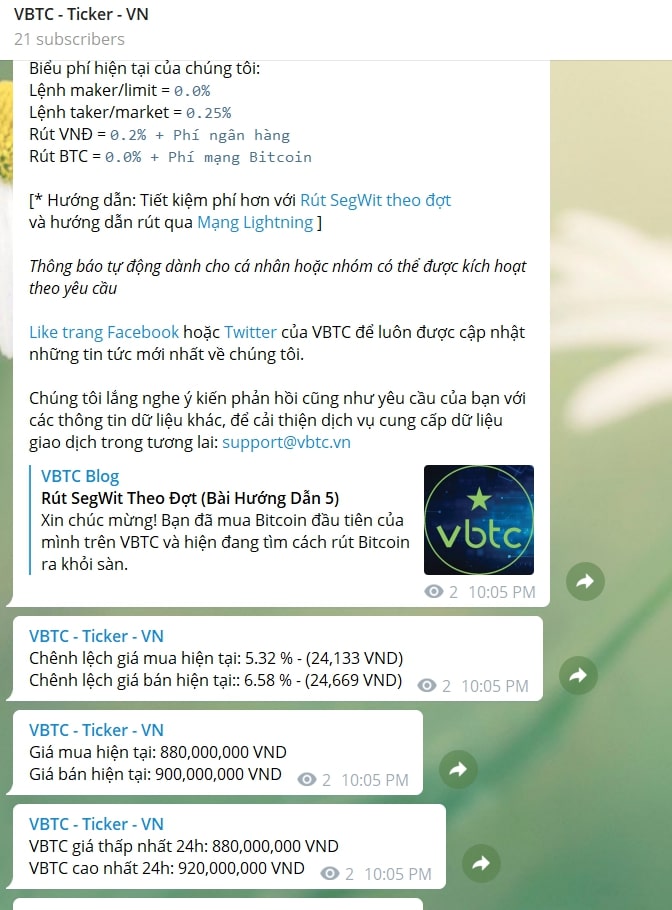 VBTC - Ticker - VN
21 subscribers
Biểu phí hiện tại của chúng tôi:
Lệnh maker/limit = 0.0%
Lệnh taker/market = 0.25%
Rút VNĐ = 0.2% + Phí ngân hàng
Rút BTC = 0.0% + Phí mạng Bitcoin
[* Hướng dẫn: Tiết kiệm phí hơn với Rút SegWit theo đợt
và hướng dẫn rút qua Mạng Lightning ]
Thông báo tự động dành cho cá nhân hoặc nhóm có thể được kích hoạt
theo yêu cầu
Like trang Facebook hoặc Twitter của VBTC để luôn được cập nhật
những tin tức mới nhất về chúng tôi.
Chúng tôi lắng nghe ý kiến phản hồi cũng như yêu cầu của bạn với
các thông tin dữ liệu khác, để cải thiện dịch vụ cung cấp dữ liệu
giao dịch trong tương lai: support@vbtc.vn
VBTC Blog
Rút SegWit Theo Đợt (Bài Hướng Dẫn 5)
Xin chúc mừng! Bạn đã mua Bitcoin đầu tiên của
mình trên VBTC và hiện đang tìm cách rút Bitcoin
ra khỏi sàn.
vbtc
2 10:05 PM
VBTC - Ticker - VN
Chênh lệch giá mua hiện tại: 5.32 % - (24,133 VND)
Chênh lệch giá bán hiện tại:: 6.58 % - (24,669 VND)
2 10:05 PM
VBTC - Ticker - VN
Giá mua hiện tại: 880,000,000 VND
Giá bán hiện tại: 900,000,000 VND
2 10:05 PM
VBTC - Ticker - VN
VBTC giá thấp nhất 24h: 880,000,000 VND
VBTC cao nhất 24h: 920,000,000 VND
2 10:05 PM